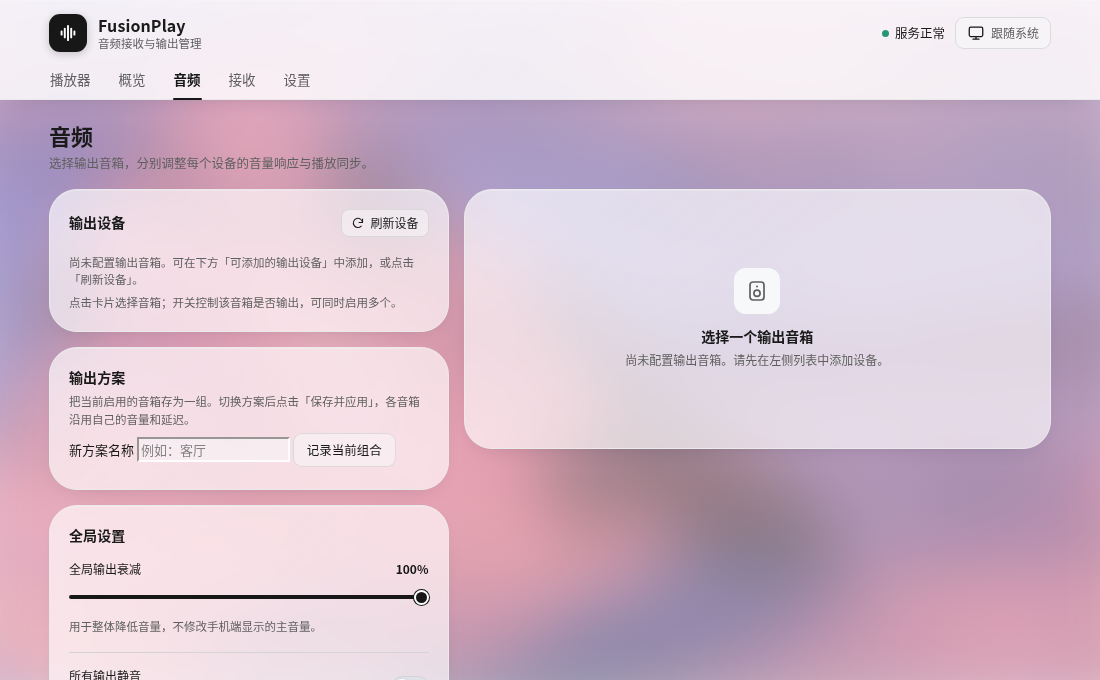 FusionPlay
音频接收与输出管理
服务正常
跟随系统
播放器
概览
音频
接收
设置
音频
选择输出音箱，分别调整每个设备的音量响应与播放同步。
输出设备
刷新设备
尚未配置输出音箱。可在下方「可添加的输出设备」中添加，或点击
「刷新设备」。
点击卡片选择音箱；开关控制该音箱是否输出，可同时启用多个。
选择一个输出音箱
尚未配置输出音箱。请先在左侧列表中添加设备。
输出方案
把当前启用的音箱存为一组。切换方案后点击「保存并应用」，各音箱
沿用自己的音量和延迟。
新方案名称
例如：客厅
记录当前组合
全局设置
全局输出衰减
100%
用于整体降低音量，不修改手机端显示的主音量。
所有输出静音